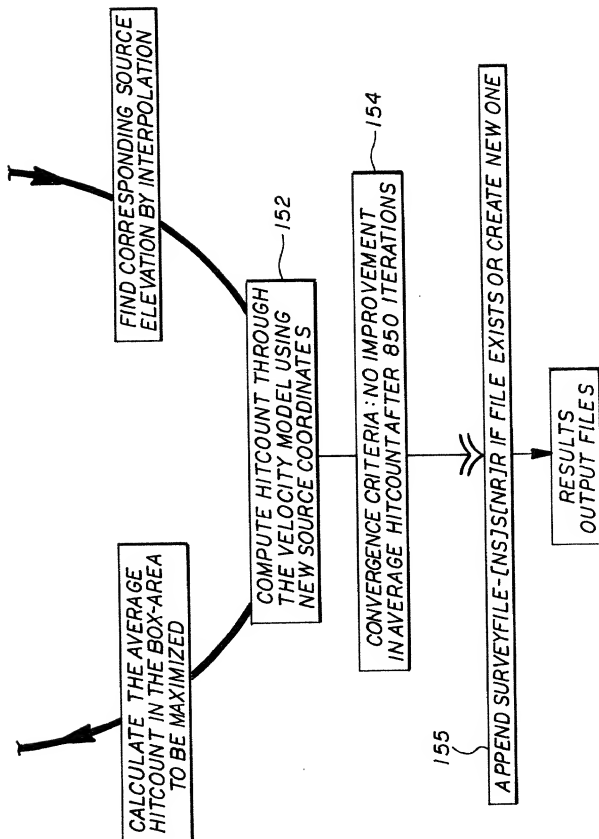 CALCULATE THE AVERAGE
HITCOUNT IN THE BOX-AREA
TO BE MAXIMIZED
FIND CORRESPONDING SOURCE
ELEVATION BY INTERPOLATION
152
COMPUTE HITCOUNT THROUGH
THE VELOCITY MODEL USING
NEW SOURCE COORDINATES
154
CONVERGENCE CRITERIA: NO IMPROVEMENT
IN AVERAGE HITCOUNT AFTER 850 ITERATIONS
155
APPEND SURVEYFILE-[NS]S[NR]R IF FILE EXISTS OR CREATE NEW ONE
RESULTS
OUTPUT FILES